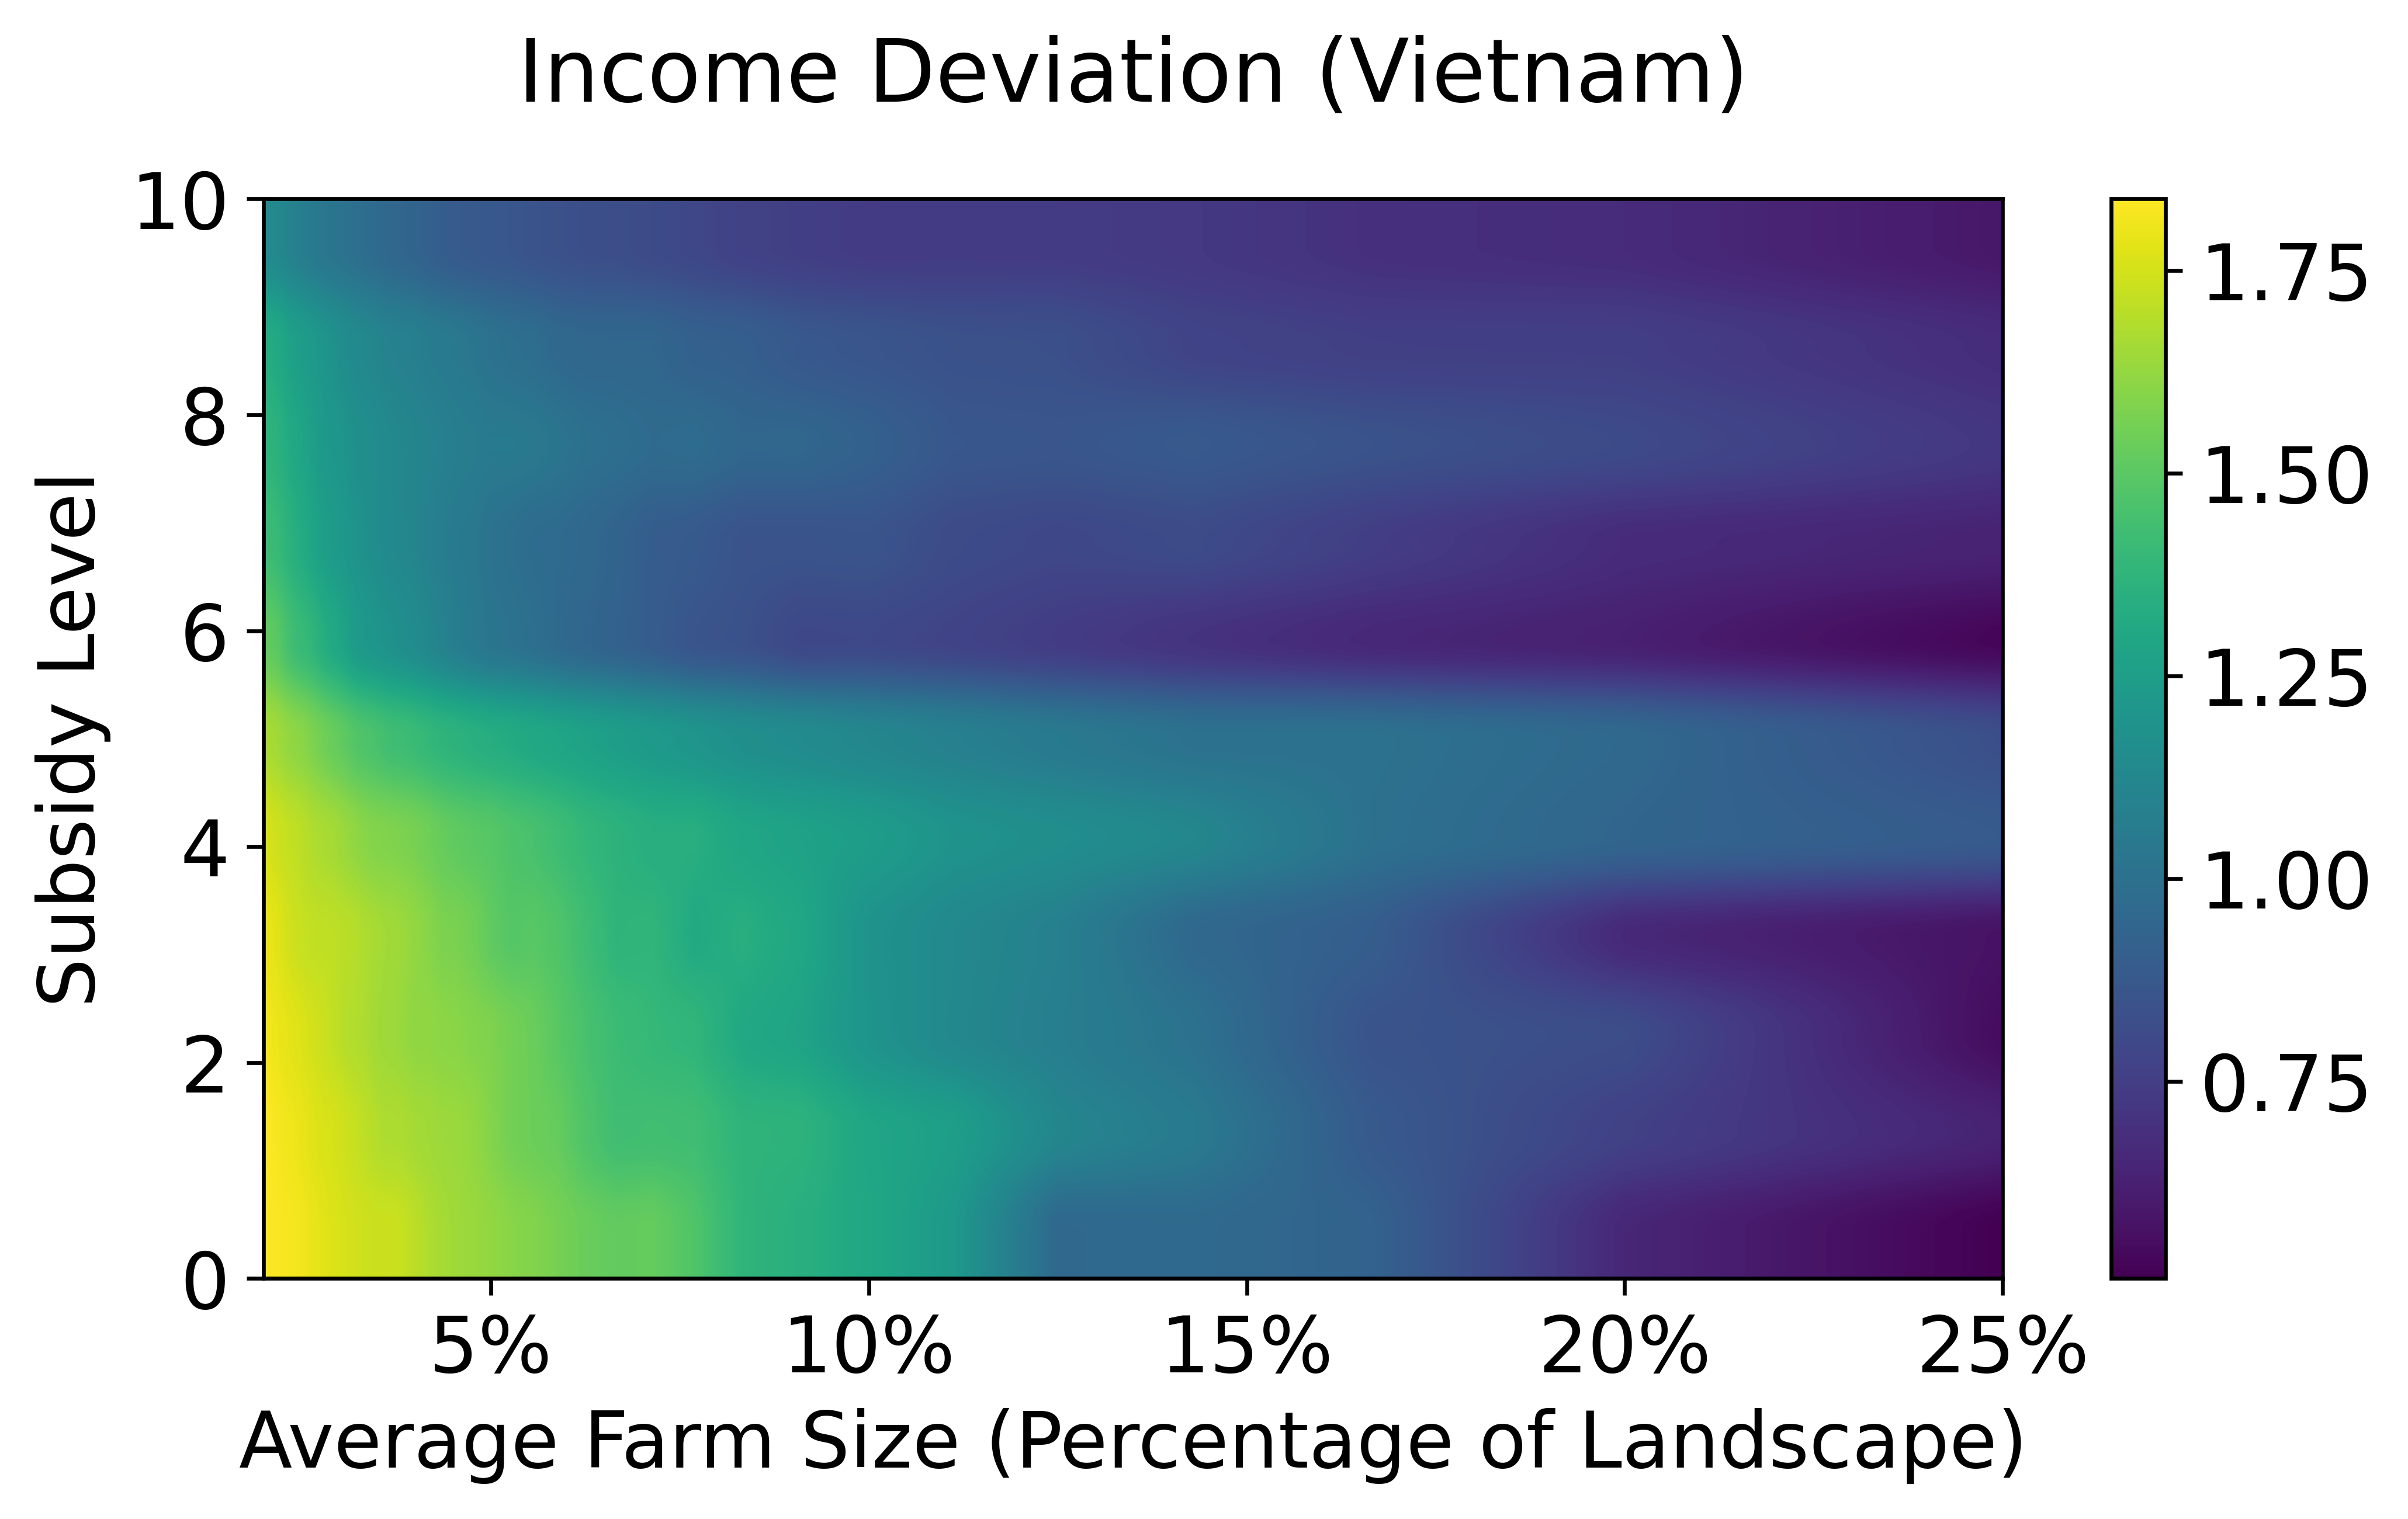 Income Deviation (Vietnam)
Subsidy Level
10
8
6
4
2
0
5% 10% 15% 20% 25%
Average Farm Size (Percentage of Landscape)
1.75
1.50
1.25
1.00
0.75